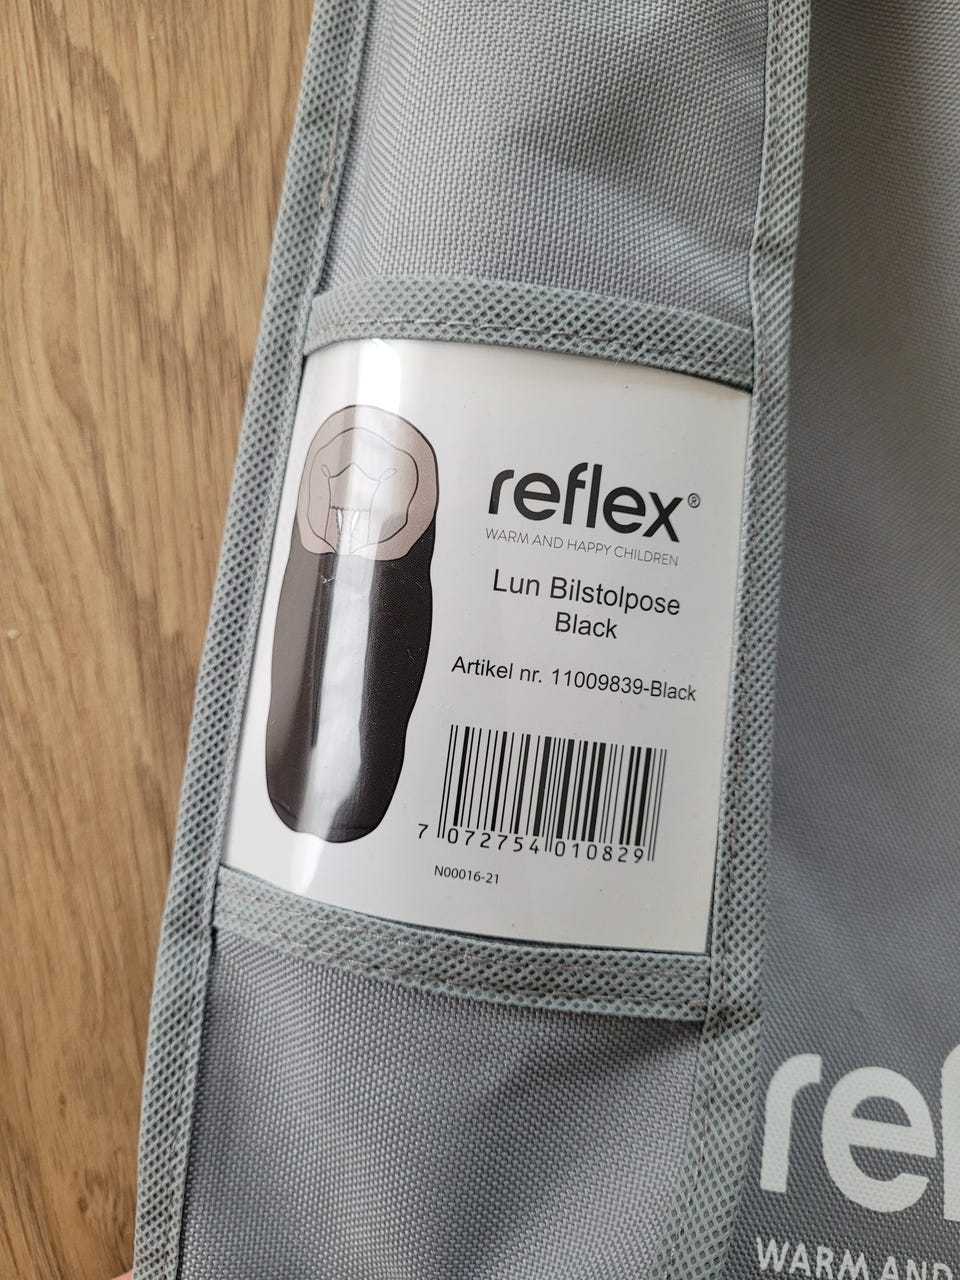 reflex®
WARM AND HAPPY CHILDREN
Lun Bilstolpose
Black
Artikel nr. 11009839-Black
7 072754 010829
N00016-21
ref
WARM AND